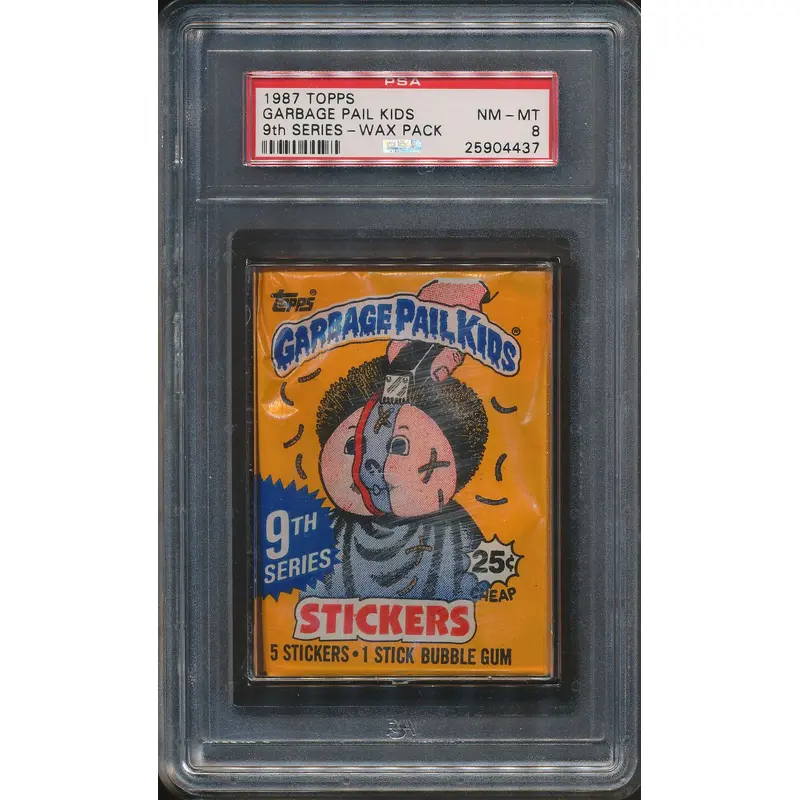 PSA
1987 TOPPS
GARBAGE PAIL KIDS
NM - MT
9th SERIES - WAX PACK
8
25904437
TOPPS®
GARBAGE PAIL KIDS®
9TH
SERIES
25¢
CHEAP
STICKERS
5 STICKERS • 1 STICK BUBBLE GUM
PSA